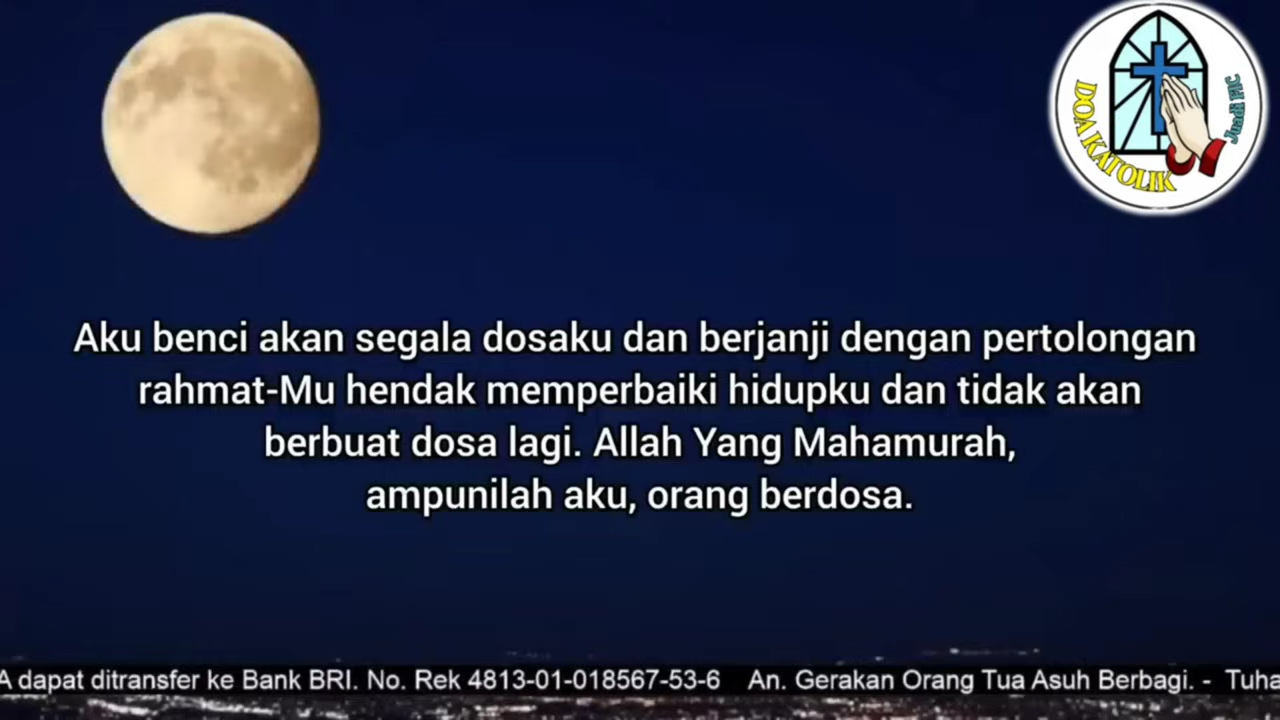 DOA KATOLIK
Juadi FIC
Aku benci akan segala dosaku dan berjanji dengan pertolongan
rahmat-Mu hendak memperbaiki hidupku dan tidak akan
berbuat dosa lagi. Allah Yang Mahamurah,
ampunilah aku, orang berdosa.
A dapat ditransfer ke Bank BRI. No. Rek 4813-01-018567-53-6 An. Gerakan Orang Tua Asuh Berbagi. - Tuha